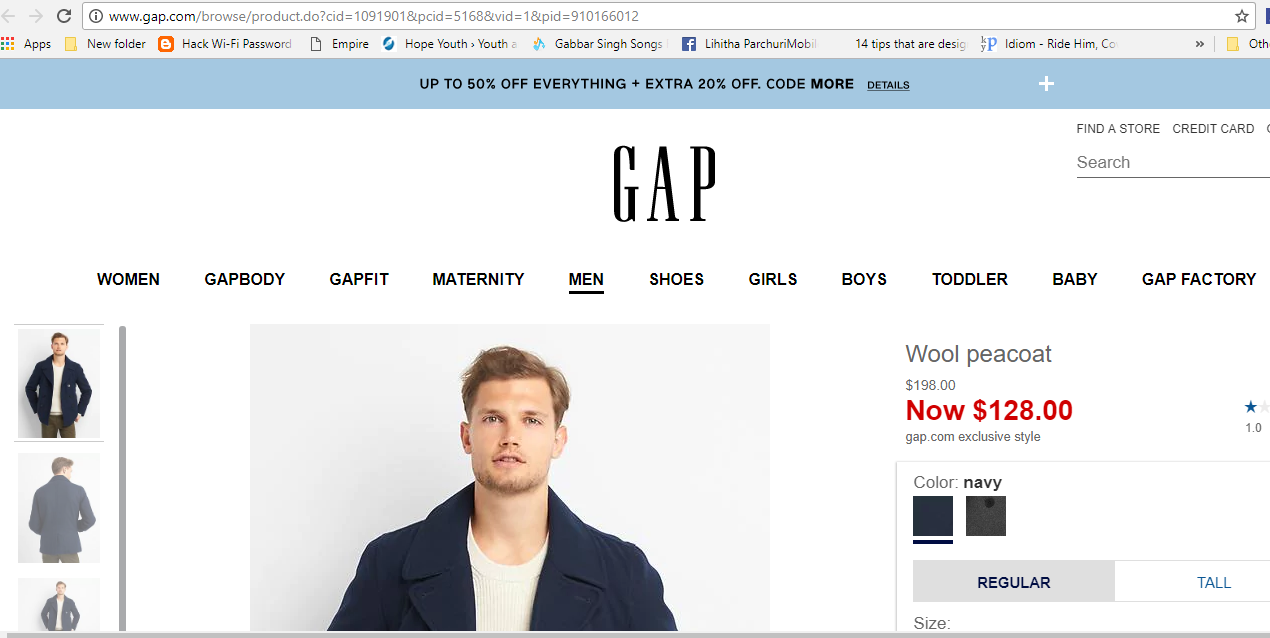 www.gap.com/browse/product.do?cid=1091901&pcid=5168&vid=1&pid=910166012
Apps New folder Hack Wi-Fi Password Empire Hope Youth › Youth a Gabbar Singh Songs Lihitha ParchuriMobil 14 tips that are desig Idiom - Ride Him, Co » Oth
UP TO 50% OFF EVERYTHING + EXTRA 20% OFF. CODE MORE DETAILS
FIND A STORE CREDIT CARD
Search
GAP
WOMEN GAPBODY GAPFIT MATERNITY MEN SHOES GIRLS BOYS TODDLER BABY GAP FACTORY
Wool peacoat
$198.00
Now $128.00
gap.com exclusive style
1.0
Color: navy
REGULAR TALL
Size: